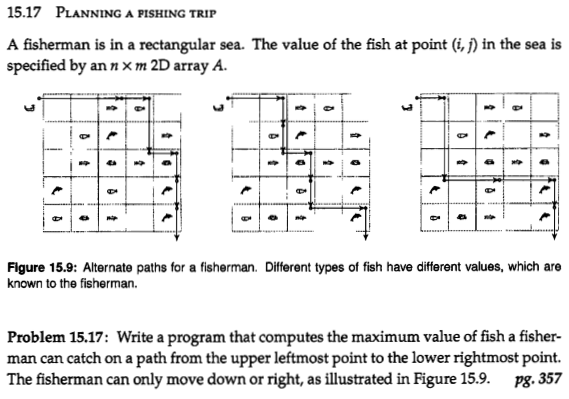 15.17 PLANNING A FISHING TRIP
A fisherman is in a rectangular sea. The value of the fish at point (i, j) in the sea is
specified by an n × m 2D array A.
Figure 15.9: Alternate paths for a fisherman. Different types of fish have different values, which are
known to the fisherman.
Problem 15.17: Write a program that computes the maximum value of fish a fisher-
man can catch on a path from the upper leftmost point to the lower rightmost point.
The fisherman can only move down or right, as illustrated in Figure 15.9. pg. 357